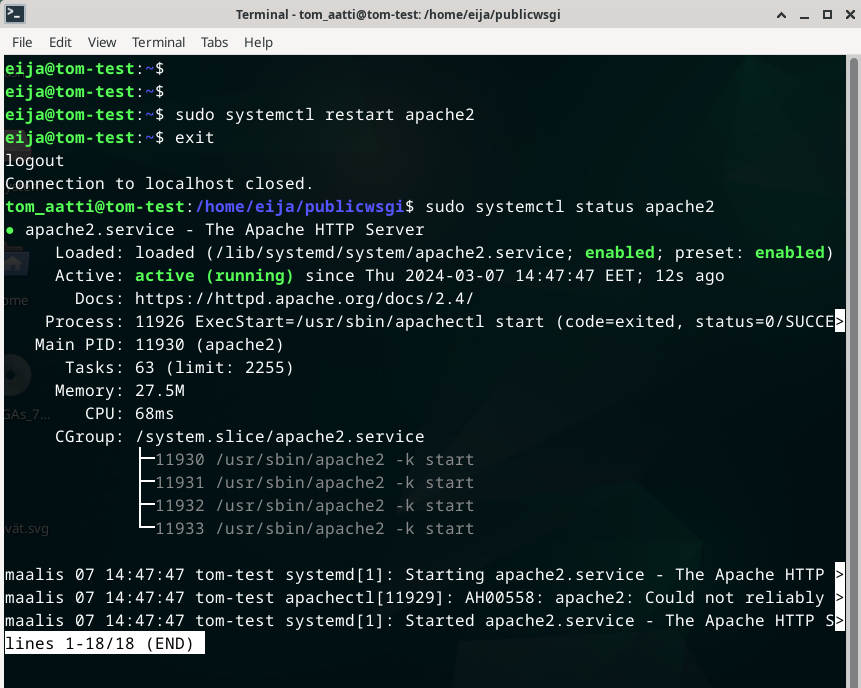 Terminal - tom_aatti@tom-test: /home/eija/publicwsgi
File Edit View Terminal Tabs Help
eija@tom-test:~$
eija@tom-test:~$
eija@tom-test:~$ sudo systemctl restart apache2
eija@tom-test:~$ exit
logout
Connection to localhost closed.
tom_aatti@tom-test:/home/eija/publicwsgi$ sudo systemctl status apache2
● apache2.service - The Apache HTTP Server
Loaded: loaded (/lib/systemd/system/apache2.service; enabled; preset: enabled)
Active: active (running) since Thu 2024-03-07 14:47:47 EET; 12s ago
Docs: https://httpd.apache.org/docs/2.4/
Process: 11926 ExecStart=/usr/sbin/apachectl start (code=exited, status=0/SUCCE>
Main PID: 11930 (apache2)
Tasks: 63 (limit: 2255)
Memory: 27.5M
CPU: 68ms
CGroup: /system.slice/apache2.service
├─11930 /usr/sbin/apache2 -k start
├─11931 /usr/sbin/apache2 -k start
├─11932 /usr/sbin/apache2 -k start
└─11933 /usr/sbin/apache2 -k start
maalis 07 14:47:47 tom-test systemd[1]: Starting apache2.service - The Apache HTTP >
maalis 07 14:47:47 tom-test apachectl[11929]: AH00558: apache2: Could not reliably >
maalis 07 14:47:47 tom-test systemd[1]: Started apache2.service - The Apache HTTP S>
lines 1-18/18 (END)